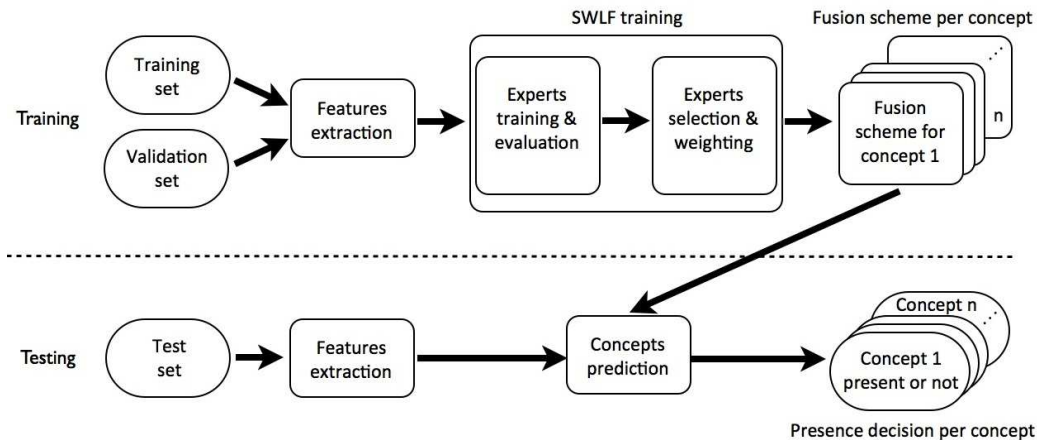 SWLF training
Fusion scheme per concept
Training
Training
set
Validation
set
Features
extraction
Experts
training &
evaluation
Experts
selection &
weighting
Fusion
scheme for
concept 1
n
...
Testing
Test
set
Features
extraction
Concepts
prediction
Concept n
...
Concept 1
present or not
Presence decision per concept